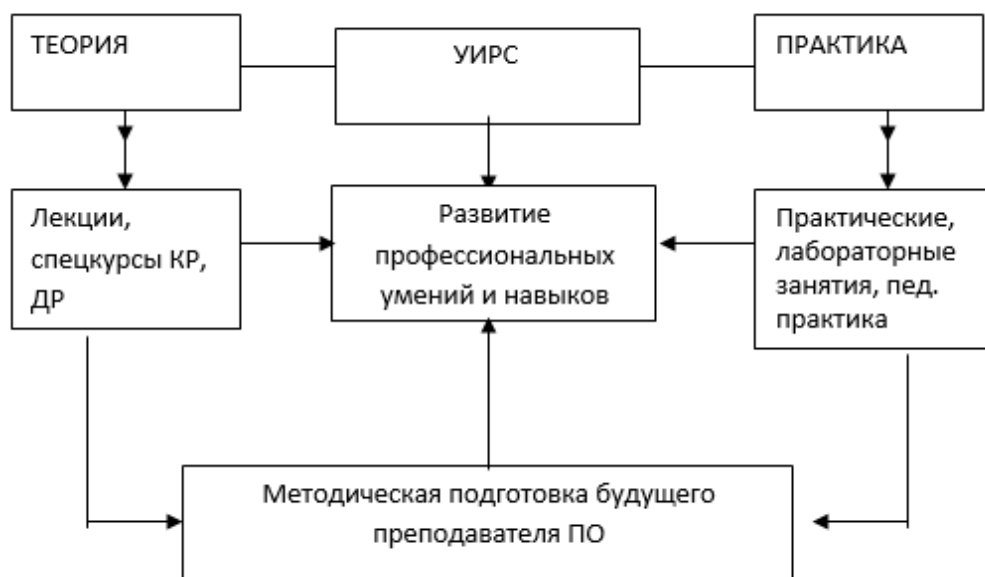 ТЕОРИЯ
УИРС
ПРАКТИКА
Лекции,
спецкурсы КР,
ДР
Развитие
профессиональных
умений и навыков
Практические,
лабораторные
занятия, пед.
практика
Методическая подготовка будущего
преподавателя ПО